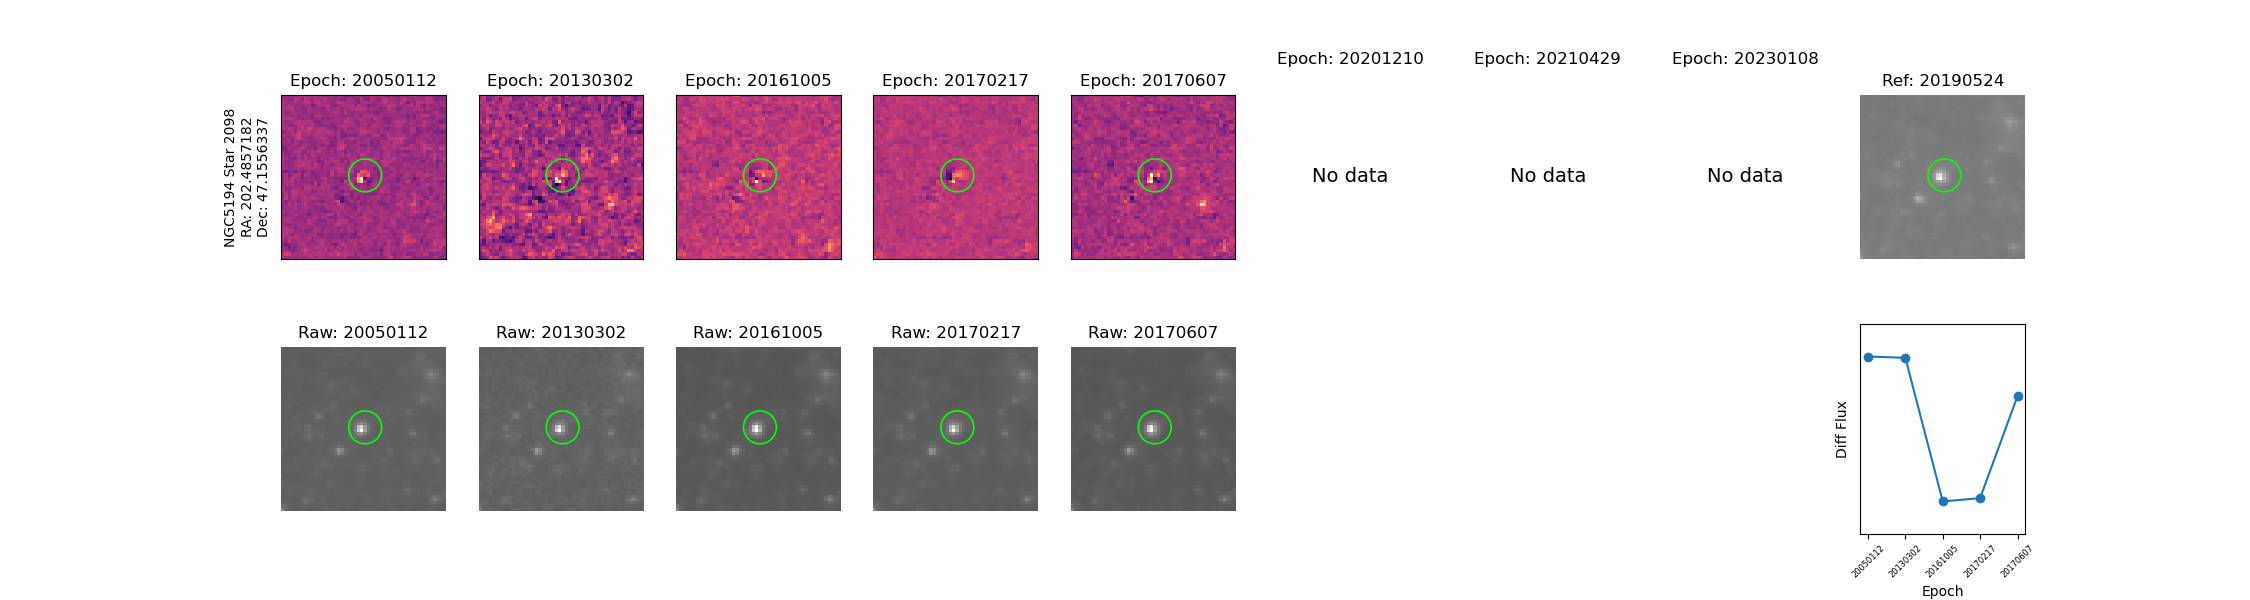 Epoch: 20050112
Epoch: 20130302
Epoch: 20161005
Epoch: 20170217
Epoch: 20170607
Epoch: 20201210
Epoch: 20210429
Epoch: 20230108
Ref: 20190524
NGC5194 Star 2098
RA: 202.4857182
Dec: 47.1556337
No data
No data
No data
Raw: 20050112
Raw: 20130302
Raw: 20161005
Raw: 20170217
Raw: 20170607
Diff Flux
20050112
20130302
20161005
20170217
20170607
Epoch